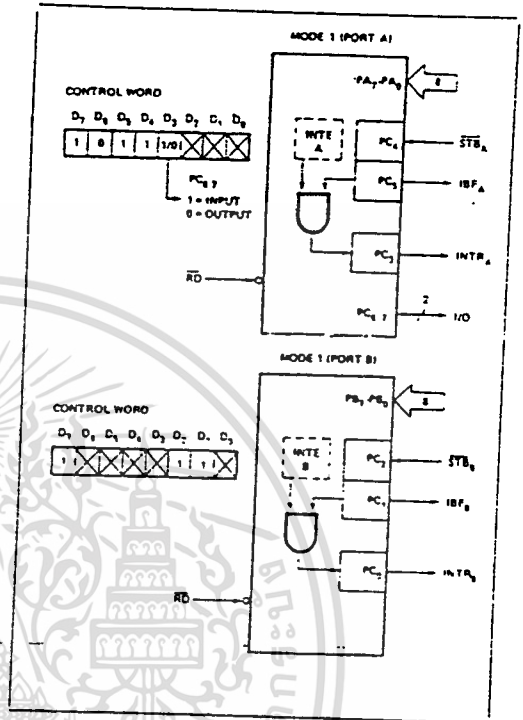 MODE 1 (PORT A)
PA7-PA0
8
CONTROL WORD
D7 D6 D5 D4 D3 D2 D1 D0
1 0 1 1 1/0
PC6,7
1 = INPUT
0 = OUTPUT
INTE
A
PC4
STBA
PC5
IBFA
PC3
INTRA
RD
PC6,7
2
I/O
MODE 1 (PORT B)
PB7-PB0
8
CONTROL WORD
D7 D6 D5 D4 D3 D2 D1 D0
1 1 1
INTE
B
PC2
STBB
PC1
IBFB
INTRB
RD